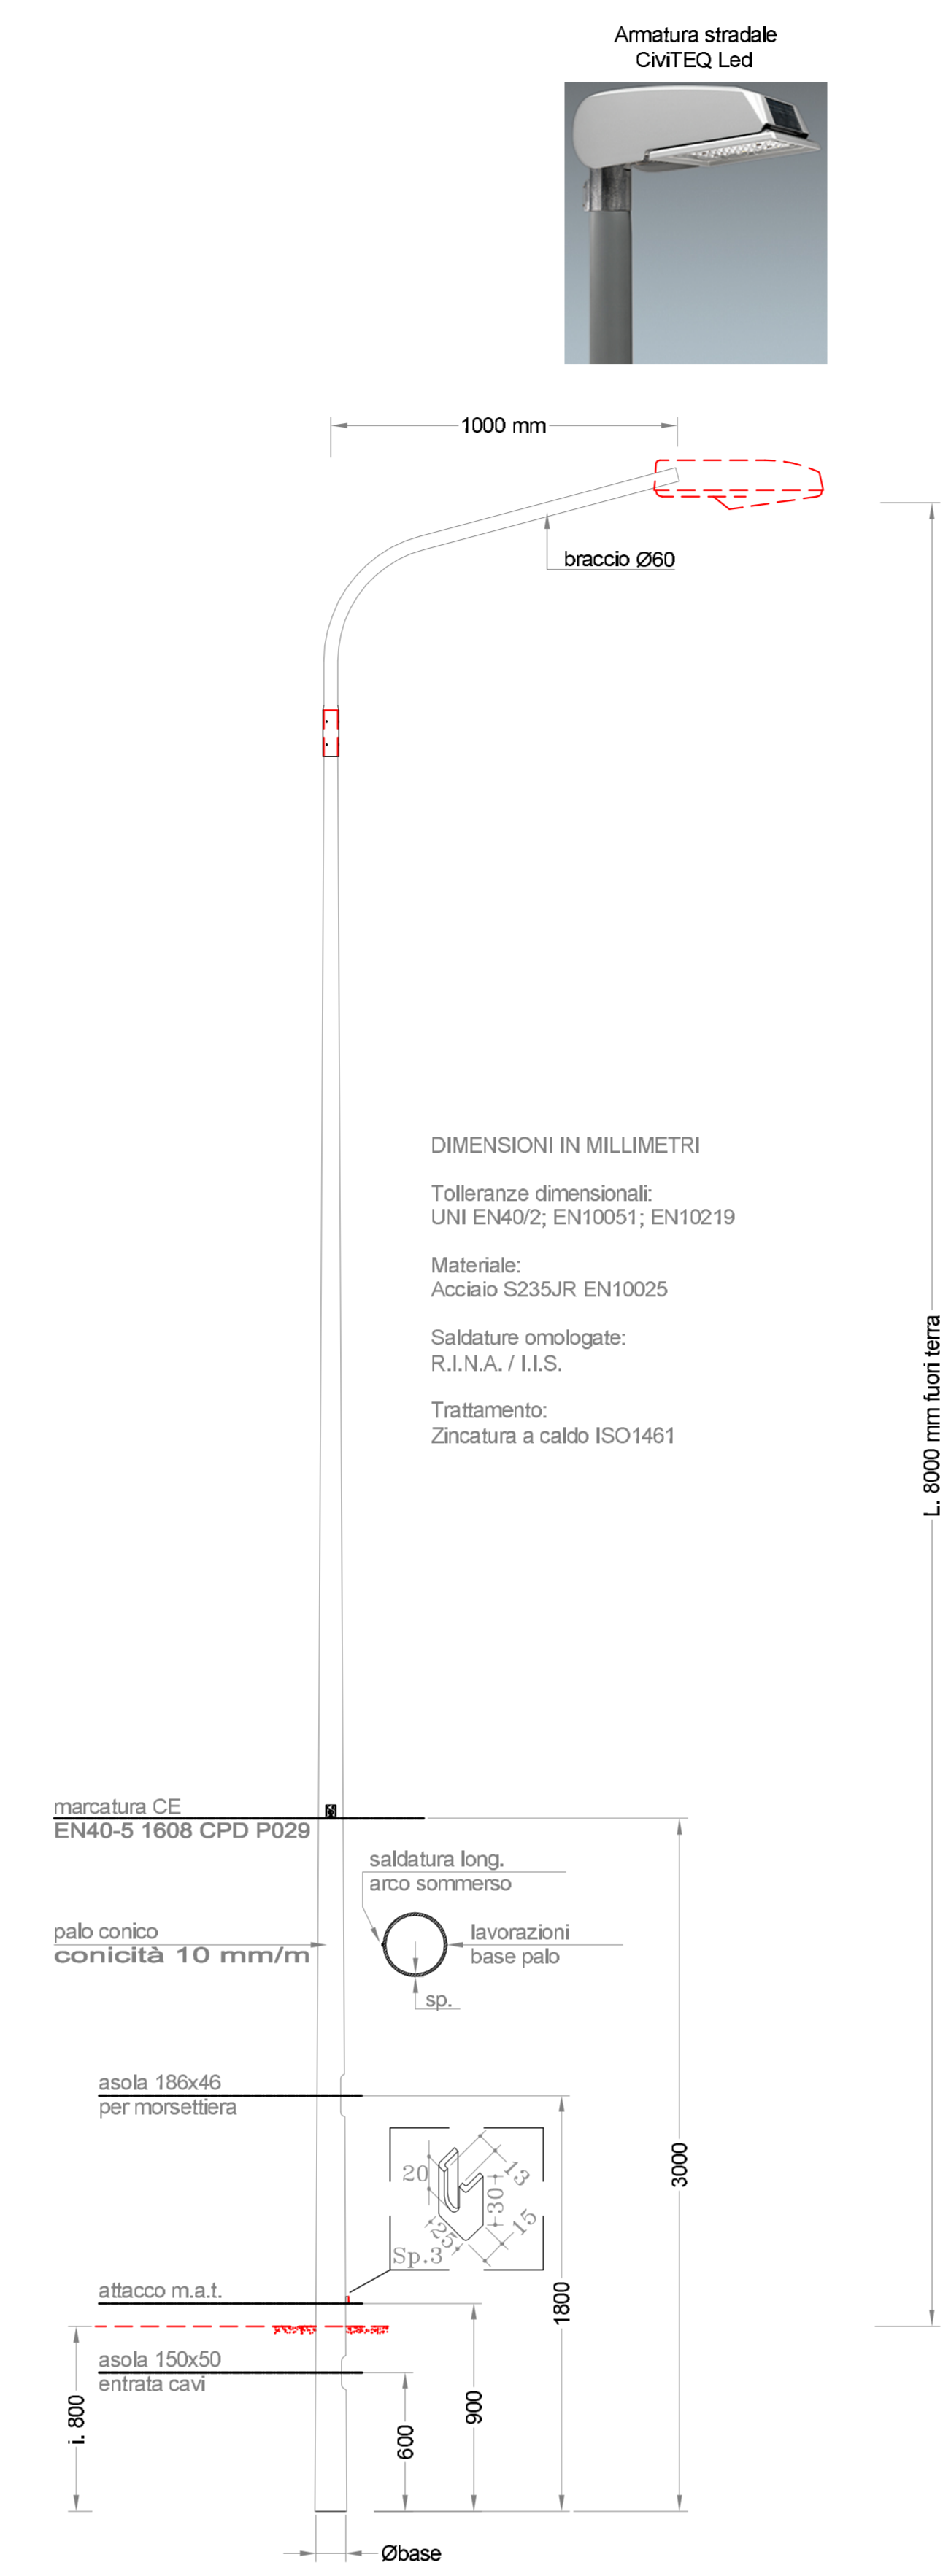 Armatura stradale
CiviTEQ Led
1000 mm
braccio Ø60
DIMENSIONI IN MILLIMETRI
Tolleranze dimensionali:
UNI EN40/2; EN10051; EN10219
Materiale:
Acciaio S235JR EN10025
Saldature omologate:
R.I.N.A. / I.I.S.
Trattamento:
Zincatura a caldo ISO1461
L. 8000 mm fuori terra
marcatura CE
EN40-5 1608 CPD P029
saldatura long.
arco sommerso
palo conico
conicità 10 mm/m
lavorazioni
base palo
sp.
asola 186x46
per morsettiera
3000
20
13
30
25
15
Sp.3
attacco m.a.t.
1800
asola 150x50
entrata cavi
i. 800
600
900
Øbase